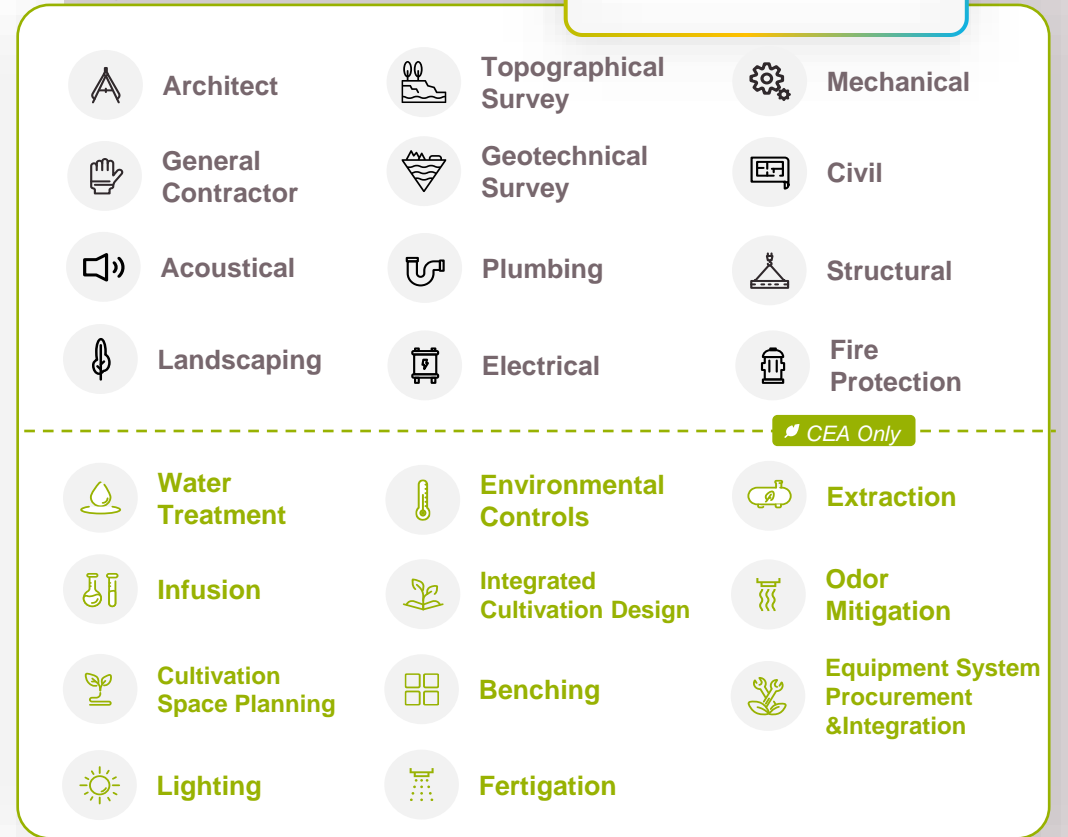 Architect
Topographical
Survey
Mechanical
General
Contractor
Geotechnical
Survey
Civil
Acoustical
Plumbing
Structural
Landscaping
Electrical
Fire
Protection
CEA Only
Water
Treatment
Environmental
Controls
Extraction
Infusion
Integrated
Cultivation Design
Odor
Mitigation
Cultivation
Space Planning
Benching
Equipment System
Procurement
&Integration
Lighting
Fertigation